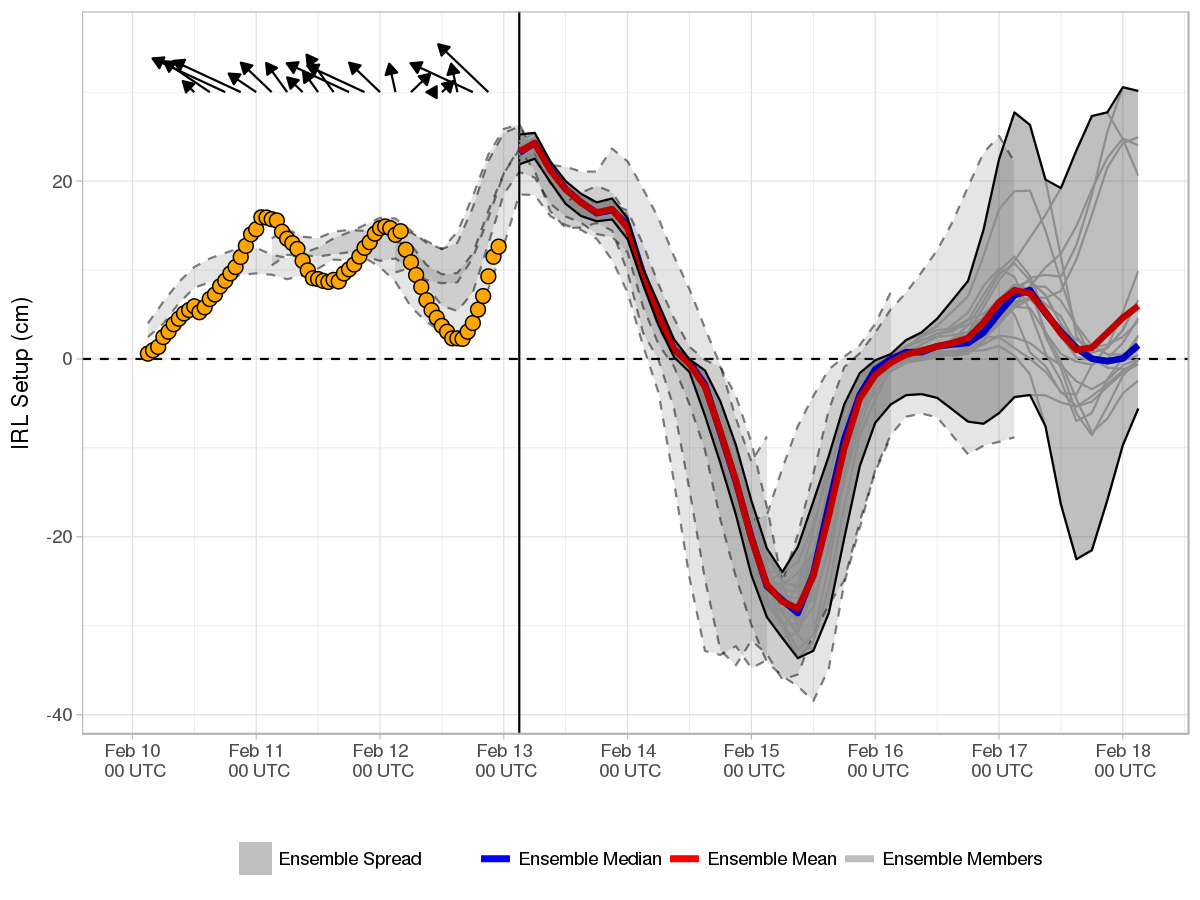 IRL Setup (cm)
20
0
-20
-40
Feb 10 Feb 11 Feb 12 Feb 13 Feb 14 Feb 15 Feb 16 Feb 17 Feb 18
00 UTC 00 UTC 00 UTC 00 UTC 00 UTC 00 UTC 00 UTC 00 UTC 00 UTC
Ensemble Spread Ensemble Median Ensemble Mean Ensemble Members